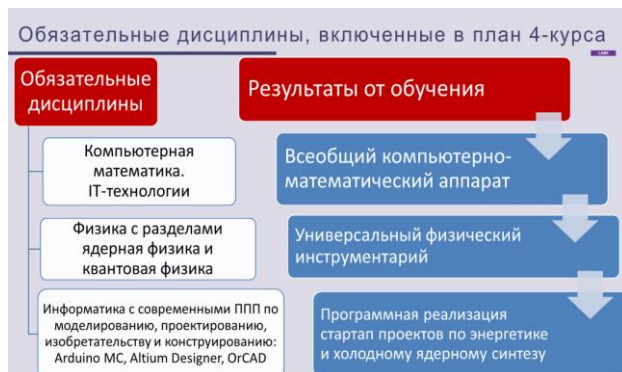 Обязательные дисциплины, включенные в план 4-курса
Обязательные
дисциплины
Результаты от обучения
Компьютерная
математика.
IT-технологии
Всеобщий компьютерно-
математический аппарат
Физика с разделами
ядерная физика и
квантовая физика
Универсальный физический
инструментарий
Информатика с современными ППП по
моделированию, проектированию,
изобретательству и конструированию:
Arduino MC, Altium Designer, OrCAD
Программная реализация
стартап проектов по энергетике
и холодному ядерному синтезу